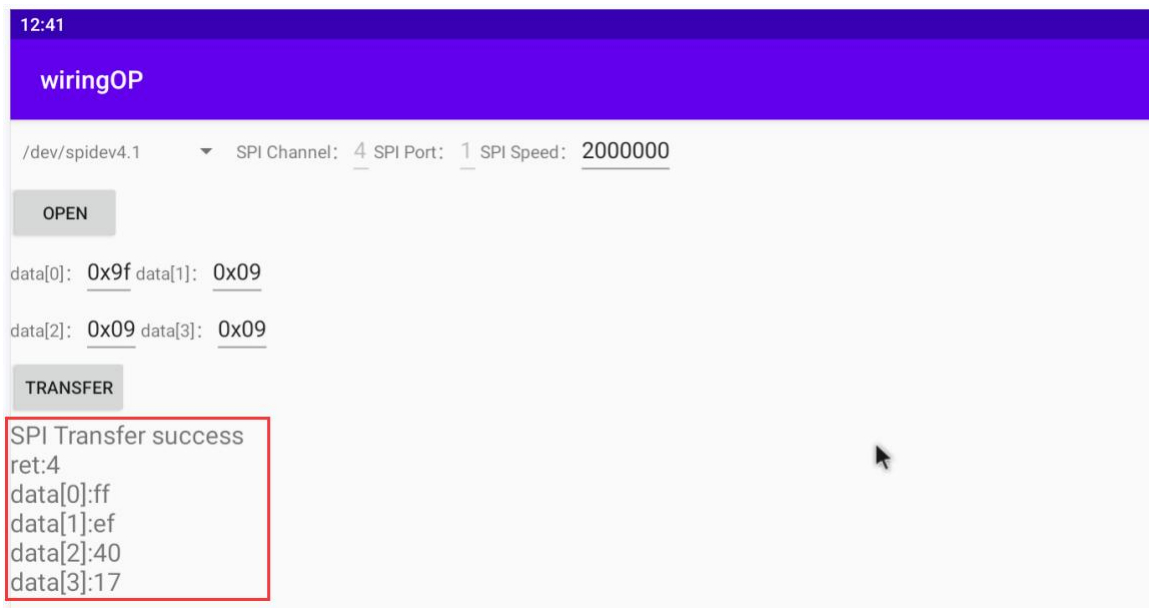 12:41
wiringOP
/dev/spidev4.1 SPI Channel: 4 SPI Port: 1 SPI Speed: 2000000
OPEN
data[0]: 0x9f data[1]: 0x09
data[2]: 0x09 data[3]: 0x09
TRANSFER
SPI Transfer success
ret:4
data[0]:ff
data[1]:ef
data[2]:40
data[3]:17